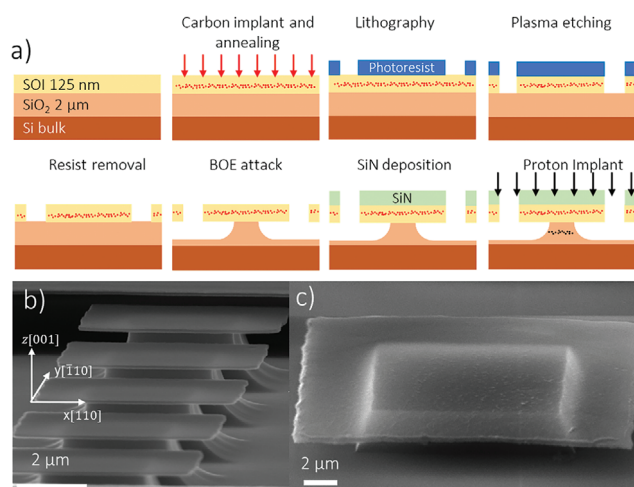 a)
Carbon implant and
annealing
Lithography
Plasma etching
Photoresist
SOI 125 nm
SiO₂ 2 μm
Si bulk
Resist removal
BOE attack
SiN deposition
Proton Implant
SiN
b)
z[001]
y[1̅10]
x[110]
2 μm
c)
2 μm